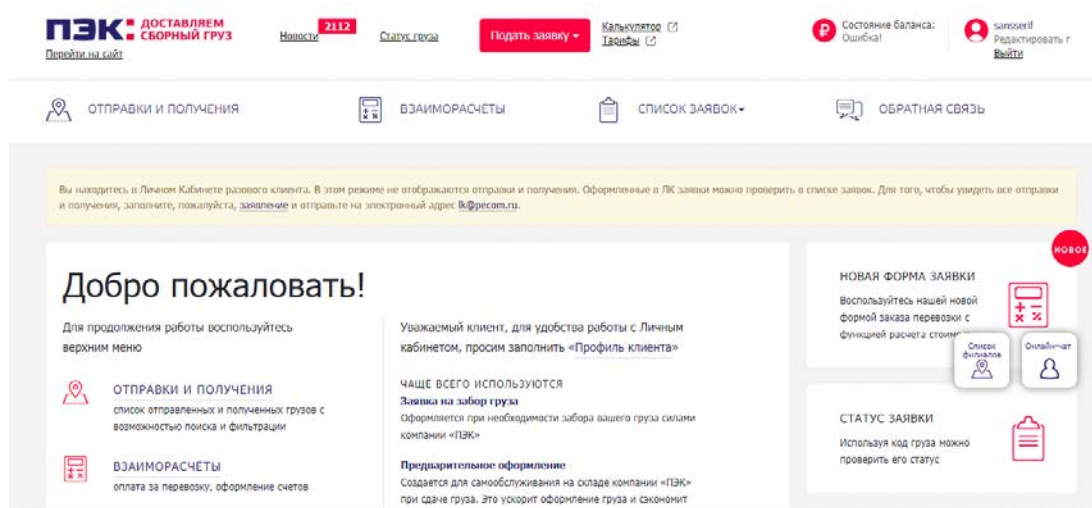 ПЭК: ДОСТАВЛЯЕМ
СБОРНЫЙ ГРУЗ
Перейти на сайт
Новости 2112
Статус груза
Подать заявку
Калькулятор
Тарифы
Состояние баланса:
Ошибка!
sansserif
Редактировать г
Выйти
ОТПРАВКИ И ПОЛУЧЕНИЯ
ВЗАИМОРАСЧЁТЫ
СПИСОК ЗАЯВОК
ОБРАТНАЯ СВЯЗЬ
Вы находитесь в Личном Кабинете разового клиента. В этом режиме не отображаются отправки и получения. Оформленные в ЛК заявки можно проверить в списке заявок. Для того, чтобы увидеть все отправки
и получения, заполните, пожалуйста, заявление и отправьте на электронный адрес lk@pecom.ru.
Добро пожаловать!
Для продолжения работы воспользуйтесь
верхним меню
ОТПРАВКИ И ПОЛУЧЕНИЯ
список отправленных и полученных грузов с
возможностью поиска и фильтрации
ВЗАИМОРАСЧЁТЫ
оплата за перевозку, оформление счетов
Уважаемый клиент, для удобства работы с Личным
кабинетом, просим заполнить «Профиль клиента»
ЧАЩЕ ВСЕГО ИСПОЛЬЗУЮТСЯ
Заявка на забор груза
Оформляется при необходимости забора вашего груза силами
компании «ПЭК»
Предварительное оформление
Создается для самообслуживания на складе компании «ПЭК»
при сдаче груза. Это ускорит оформление груза и сэкономит
НОВОЕ
НОВАЯ ФОРМА ЗАЯВКИ
Воспользуйтесь нашей новой
формой заказа перевозки с
функцией расчета стоим
Список
филиалов
Онлайн-чат
СТАТУС ЗАЯВКИ
Используя код груза можно
проверить его статус